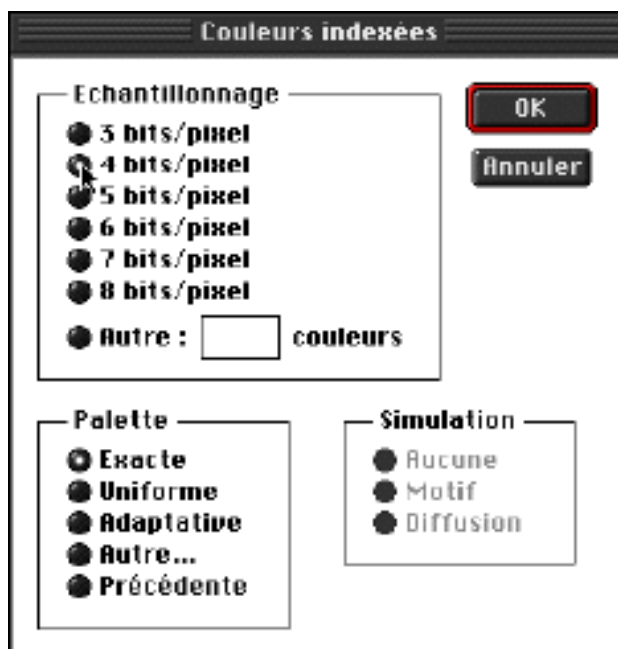 Couleurs indexées
Echantillonnage
3 bits/pixel
4 bits/pixel
5 bits/pixel
6 bits/pixel
7 bits/pixel
8 bits/pixel
Autre : couleurs
OK
Annuler
Palette
Exacte
Uniforme
Adaptative
Autre...
Précédente
Simulation
Aucune
Motif
Diffusion